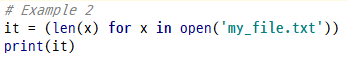 # Example 2
it = (len(x) for x in open('my_file.txt'))
print(it)